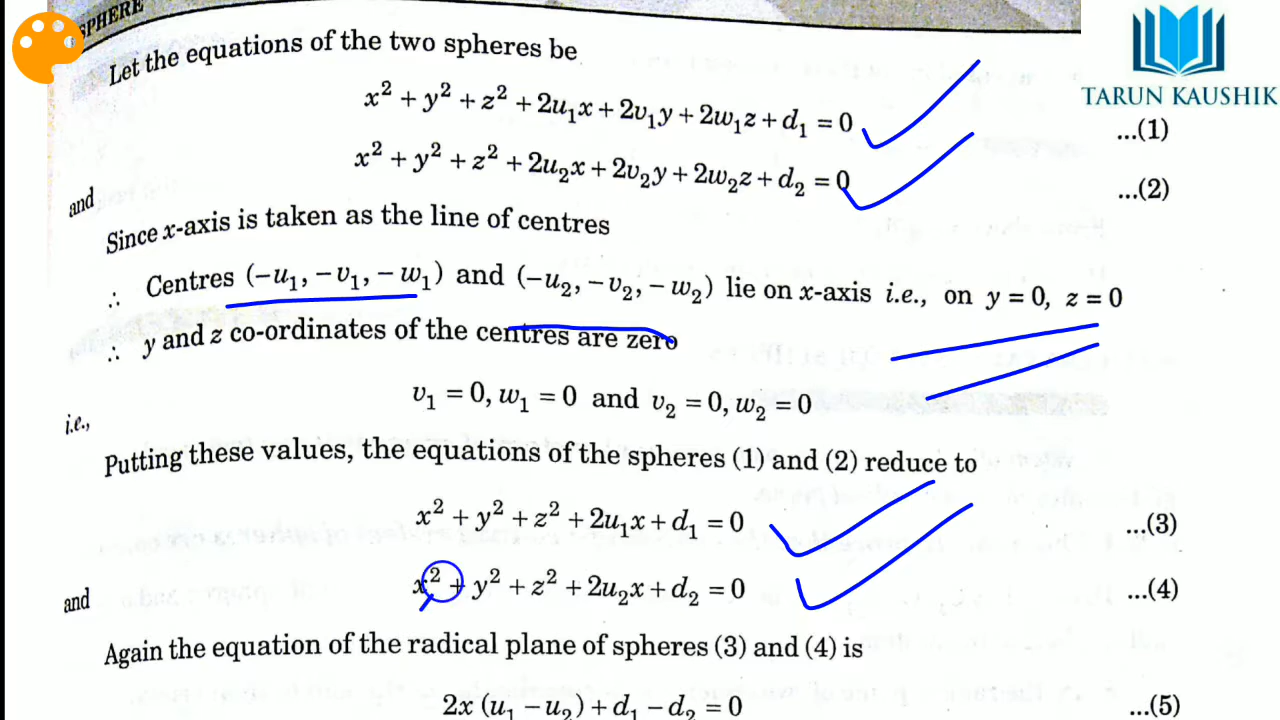 SPHERE
TARUN KAUSHIK
Let the equations of the two spheres be
x² + y² + z² + 2u₁x + 2v₁y + 2w₁z + d₁ = 0 ...(1)
and x² + y² + z² + 2u₂x + 2v₂y + 2w₂z + d₂ = 0 ...(2)
Since x-axis is taken as the line of centres
∴ Centres (−u₁, −v₁, −w₁) and (−u₂, −v₂, −w₂) lie on x-axis i.e., on y = 0, z = 0
∴ y and z co-ordinates of the centres are zero
i.e., v₁ = 0, w₁ = 0 and v₂ = 0, w₂ = 0
Putting these values, the equations of the spheres (1) and (2) reduce to
x² + y² + z² + 2u₁x + d₁ = 0 ...(3)
and x² + y² + z² + 2u₂x + d₂ = 0 ...(4)
Again the equation of the radical plane of spheres (3) and (4) is
2x (u₁ − u₂) + d₁ − d₂ = 0 ...(5)